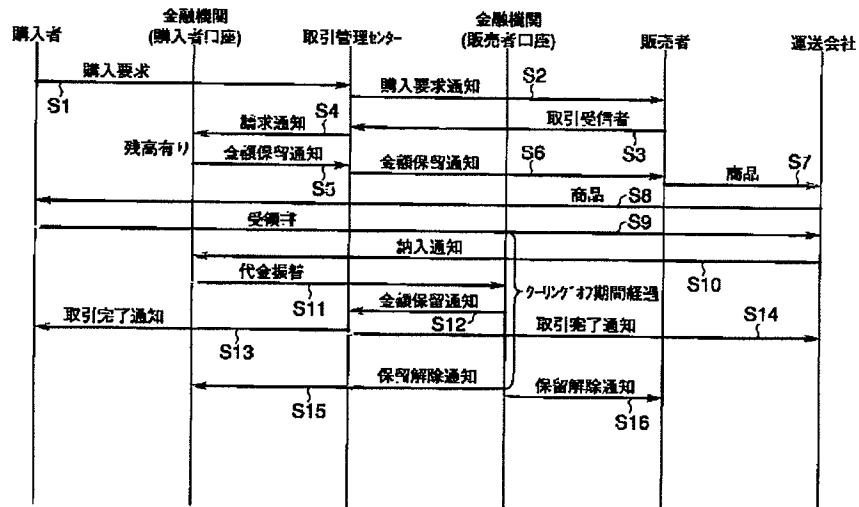 購入者
金融機関
(購入者口座)
取引管理センター
金融機関
(販売者口座)
販売者
運送会社
購入要求
S1
購入要求通知
S2
請求通知
S4
取引受信者
S3
残高有り
金額保留通知
S5
金額保留通知
S6
商品
S7
商品
S8
受領書
S9
納入通知
S10
代金振替
S11
クーリングオフ期間経過
金額保留通知
S12
取引完了通知
S13
取引完了通知
S14
保留解除通知
S15
保留解除通知
S16